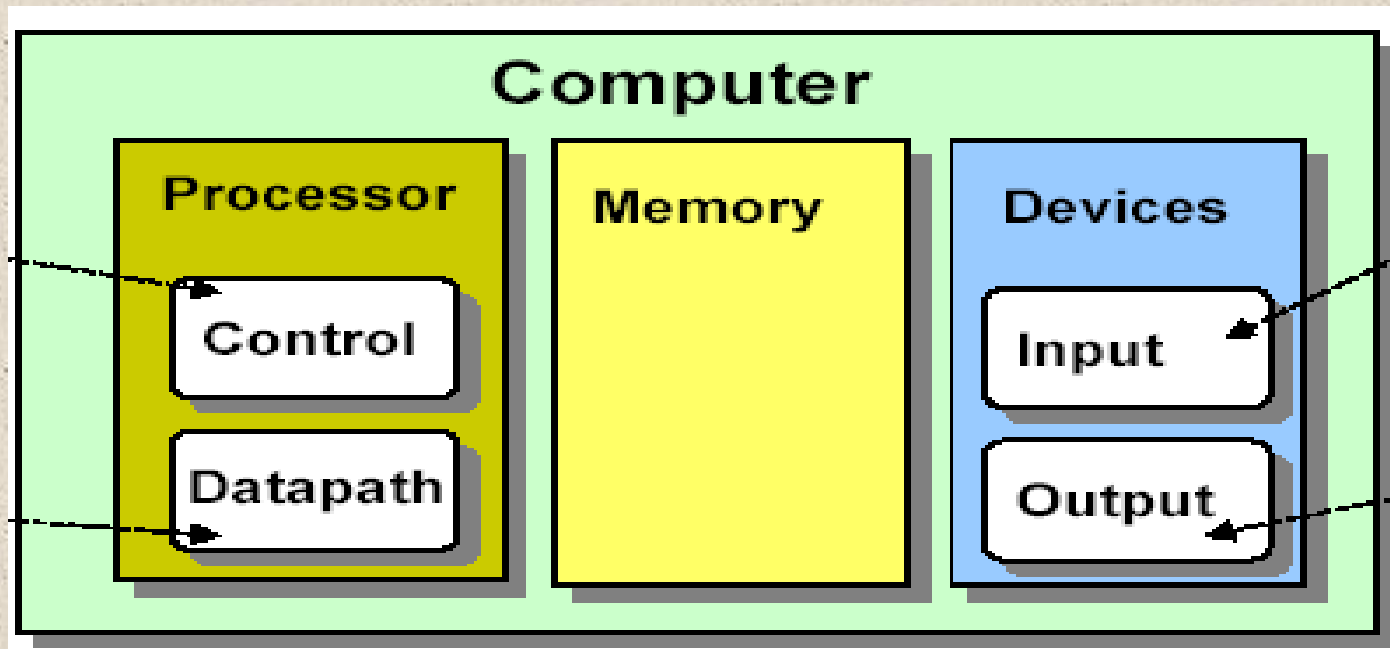 Computer
Processor
Control
Datapath
Memory
Devices
Input
Output